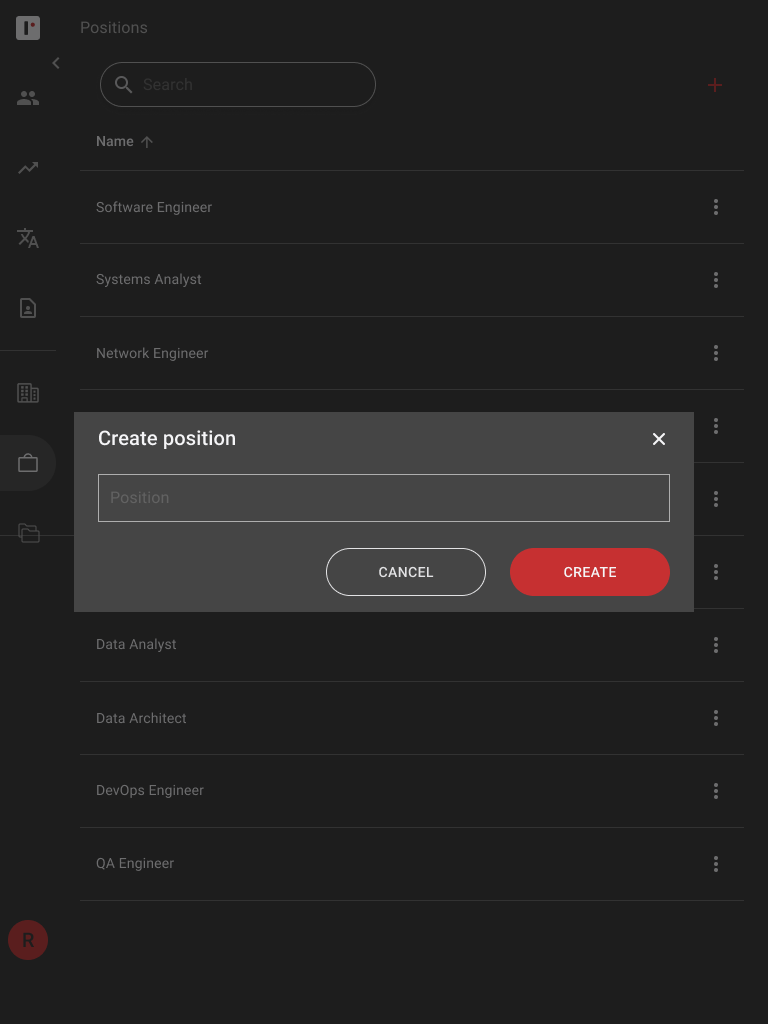 Positions
Search
Name
Software Engineer
Systems Analyst
Network Engineer
Create position
Position
CANCEL
CREATE
Data Analyst
Data Architect
DevOps Engineer
QA Engineer
R